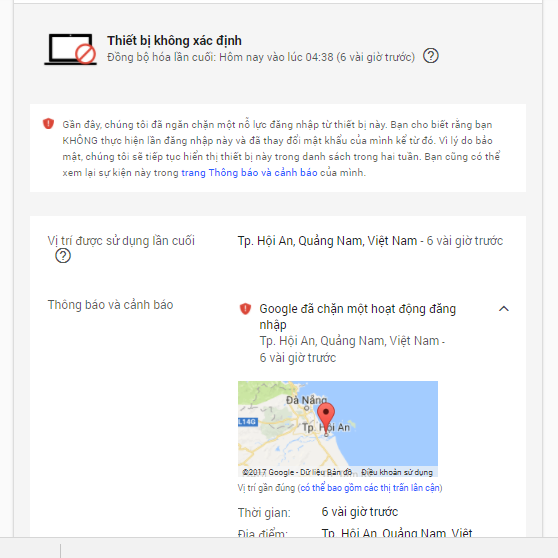 Thiết bị không xác định
Đồng bộ hóa lần cuối: Hôm nay vào lúc 04:38 (6 vài giờ trước) ?
Gần đây, chúng tôi đã ngăn chặn một nỗ lực đăng nhập từ thiết bị này. Bạn cho biết rằng bạn
KHÔNG thực hiện lần đăng nhập này và đã thay đổi mật khẩu của mình kể từ đó. Vì lý do bảo
mật, chúng tôi sẽ tiếp tục hiển thị thiết bị này trong danh sách trong hai tuần. Bạn cũng có thể
xem lại sự kiện này trong trang Thông báo và cảnh báo của mình.
Vị trí được sử dụng lần cuối
?
Tp. Hội An, Quảng Nam, Việt Nam - 6 vài giờ trước
Thông báo và cảnh báo
Google đã chặn một hoạt động đăng
nhập
Tp. Hội An, Quảng Nam, Việt Nam -
6 vài giờ trước
Đà Nẵng
QL14G
Tp. Hội An
©2017 Google - Dữ liệu Bản đồ Điều khoản sử dụng
Vị trí gần đúng (có thể bao gồm các thị trấn lân cận)
Thời gian: 6 vài giờ trước
Địa điểm: Tp. Hội An, Quảng Nam, Việt